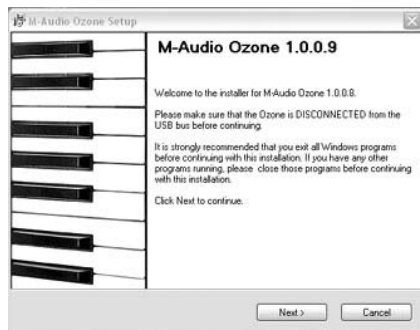 M-Audio Ozone Setup
M-Audio Ozone 1.0.0.9
Welcome to the installer for M-Audio Ozone 1.0.0.8.
Please make sure that the Ozone is DISCONNECTED from the
USB bus before continuing.
It is strongly recommended that you exit all Windows programs
before continuing with this installation. If you have any other
programs running, please close those programs before continuing
with this installation.
Click Next to continue.
Next >
Cancel